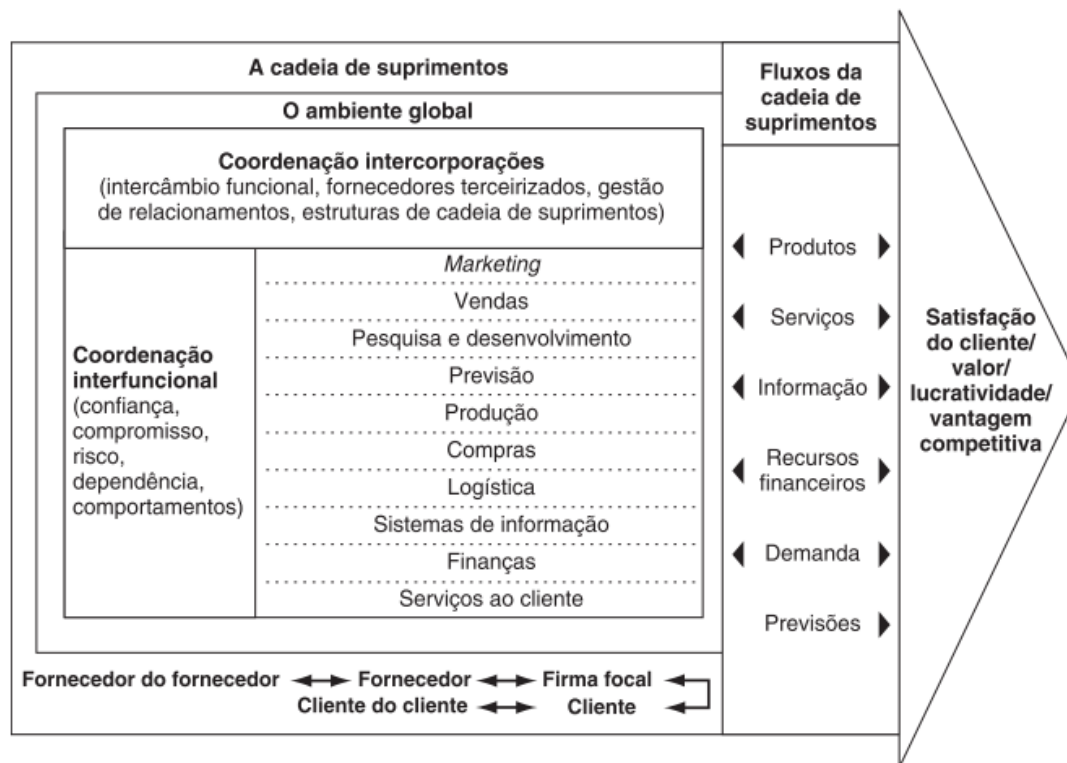 A cadeia de suprimentos
O ambiente global
Coordenação intercorporações
(intercâmbio funcional, fornecedores terceirizados, gestão
de relacionamentos, estruturas de cadeia de suprimentos)
Coordenação
interfuncional
(confiança,
compromisso,
risco,
dependência,
comportamentos)
Marketing
Vendas
Pesquisa e desenvolvimento
Previsão
Produção
Compras
Logística
Sistemas de informação
Finanças
Serviços ao cliente
Fornecedor do fornecedor Fornecedor Firma focal
Cliente do cliente Cliente
Fluxos da
cadeia de
suprimentos
Produtos
Serviços
Informação
Recursos
financeiros
Demanda
Previsões
Satisfação
do cliente/
valor/
lucratividade/
vantagem
competitiva